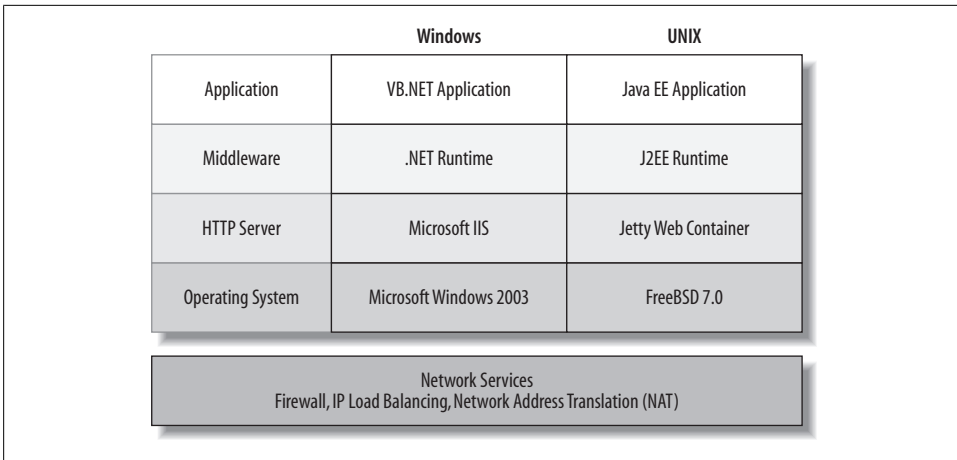 Windows UNIX
Application VB.NET Application Java EE Application
Middleware .NET Runtime J2EE Runtime
HTTP Server Microsoft IIS Jetty Web Container
Operating System Microsoft Windows 2003 FreeBSD 7.0
Network Services
Firewall, IP Load Balancing, Network Address Translation (NAT)